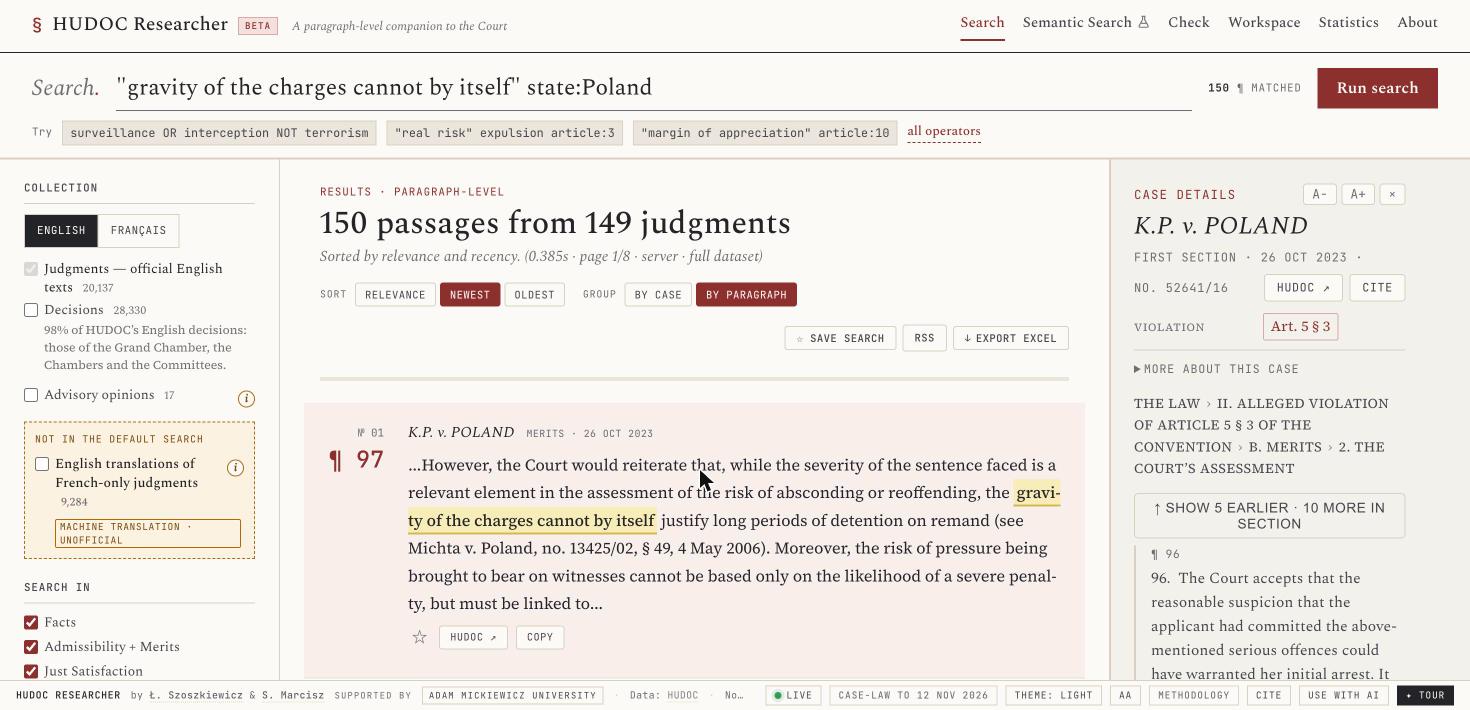 § HUDOC Researcher BETA A paragraph-level companion to the Court
Search Semantic Search Check Workspace Statistics About
Search. "gravity of the charges cannot by itself" state:Poland 150 ¶ MATCHED Run search
Try surveillance OR interception NOT terrorism "real risk" expulsion article:3 "margin of appreciation" article:10 all operators
COLLECTION
ENGLISH FRANÇAIS
Judgments — official English
texts 20,137
Decisions 28,330
98% of HUDOC's English decisions:
those of the Grand Chamber, the
Chambers and the Committees.
Advisory opinions 17 i
NOT IN THE DEFAULT SEARCH
English translations of i
French-only judgments
9,284
MACHINE TRANSLATION ·
UNOFFICIAL
SEARCH IN
Facts
Admissibility + Merits
Just Satisfaction
RESULTS · PARAGRAPH-LEVEL
150 passages from 149 judgments
Sorted by relevance and recency. (0.385s · page 1/8 · server · full dataset)
SORT RELEVANCE NEWEST OLDEST GROUP BY CASE BY PARAGRAPH
☆ SAVE SEARCH RSS ↓ EXPORT EXCEL
№ 01 K.P. v. POLAND MERITS · 26 OCT 2023
¶ 97
...However, the Court would reiterate that, while the severity of the sentence faced is a
relevant element in the assessment of the risk of absconding or reoffending, the gravi-
ty of the charges cannot by itself justify long periods of detention on remand (see
Michta v. Poland, no. 13425/02, § 49, 4 May 2006). Moreover, the risk of pressure being
brought to bear on witnesses cannot be based only on the likelihood of a severe penal-
ty, but must be linked to...
☆ HUDOC ↗ COPY
CASE DETAILS A- A+ ×
K.P. v. POLAND
FIRST SECTION · 26 OCT 2023 ·
NO. 52641/16 HUDOC ↗ CITE
VIOLATION Art. 5 § 3
▶ MORE ABOUT THIS CASE
THE LAW › II. ALLEGED VIOLATION
OF ARTICLE 5 § 3 OF THE
CONVENTION › B. MERITS › 2. THE
COURT'S ASSESSMENT
↑ SHOW 5 EARLIER · 10 MORE IN
SECTION
¶ 96
96. The Court accepts that the
reasonable suspicion that the
applicant had committed the above-
mentioned serious offences could
have warranted her initial arrest. It
HUDOC RESEARCHER by Ł. Szoszkiewicz & S. Marcisz SUPPORTED BY ADAM MICKIEWICZ UNIVERSITY · Data: HUDOC · No… LIVE CASE-LAW TO 12 NOV 2026 THEME: LIGHT AA METHODOLOGY CITE USE WITH AI ✦ TOUR